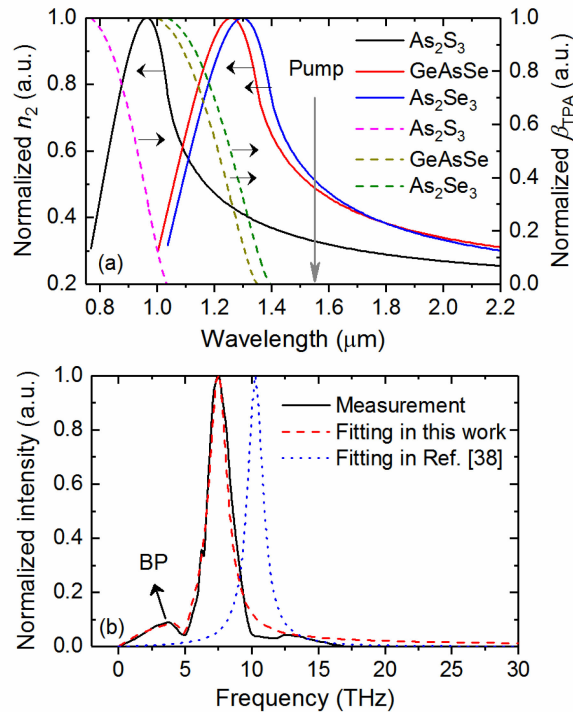 1.0
0.8
0.6
0.4
0.2
Normalized n₂ (a.u.)
(a)
Pump
As₂S₃
GeAsSe
As₂Se₃
As₂S₃
GeAsSe
As₂Se₃
1.0
0.8
0.6
0.4
0.2
0.0
Normalized β_TPA (a.u.)
0.8 1.0 1.2 1.4 1.6 1.8 2.0 2.2
Wavelength (μm)
1.0
0.8
0.6
0.4
0.2
0.0
Normalized intensity (a.u.)
Measurement
Fitting in this work
Fitting in Ref. [38]
BP
(b)
0 5 10 15 20 25 30
Frequency (THz)